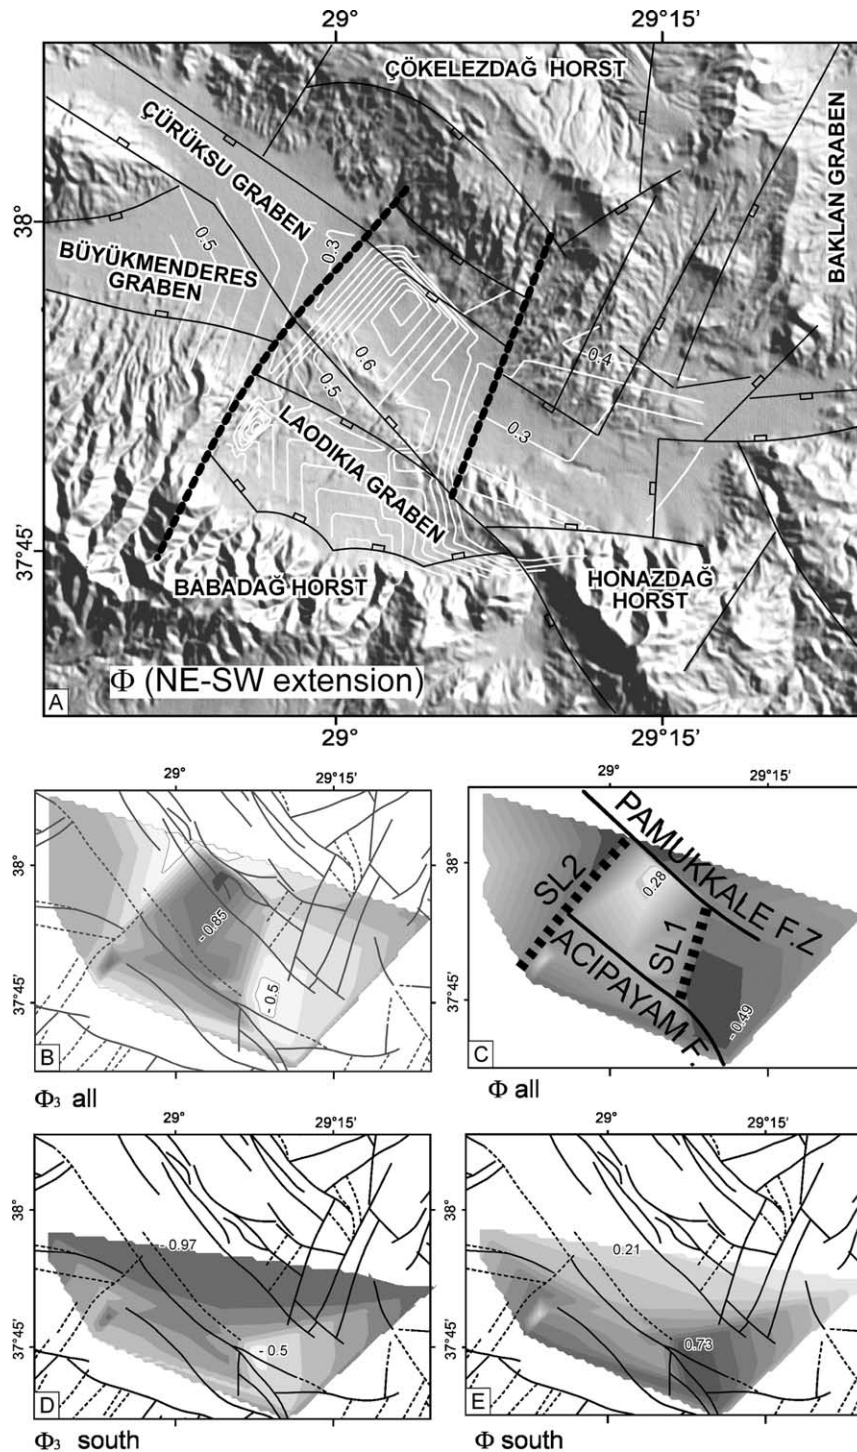 29°
29°15'
ÇÖKELEZDAĞ HORST
ÇÜRÜKSU GRABEN
BAKLAN GRABEN
38°
0.5
0.3
BÜYÜKMENDERES
GRABEN
0.6
0.5
0.4
0.3
LAODIKIA GRABEN
37°45'
BABADAĞ HORST
HONAZDAĞ
HORST
Φ (NE-SW extension)
A
29°
29°15'
29°
29°15'
38°
- 0.85
- 0.5
37°45'
B
Φ₃ all
29°
29°15'
38°
PAMUKKALE F.Z
0.28
SL2
SL1
ACIPAYAM F.
- 0.49
37°45'
C
Φ all
29°
29°15'
38°
- 0.97
37°45'
- 0.5
D
Φ₃ south
29°
29°15'
38°
0.21
37°45'
0.73
E
Φ south